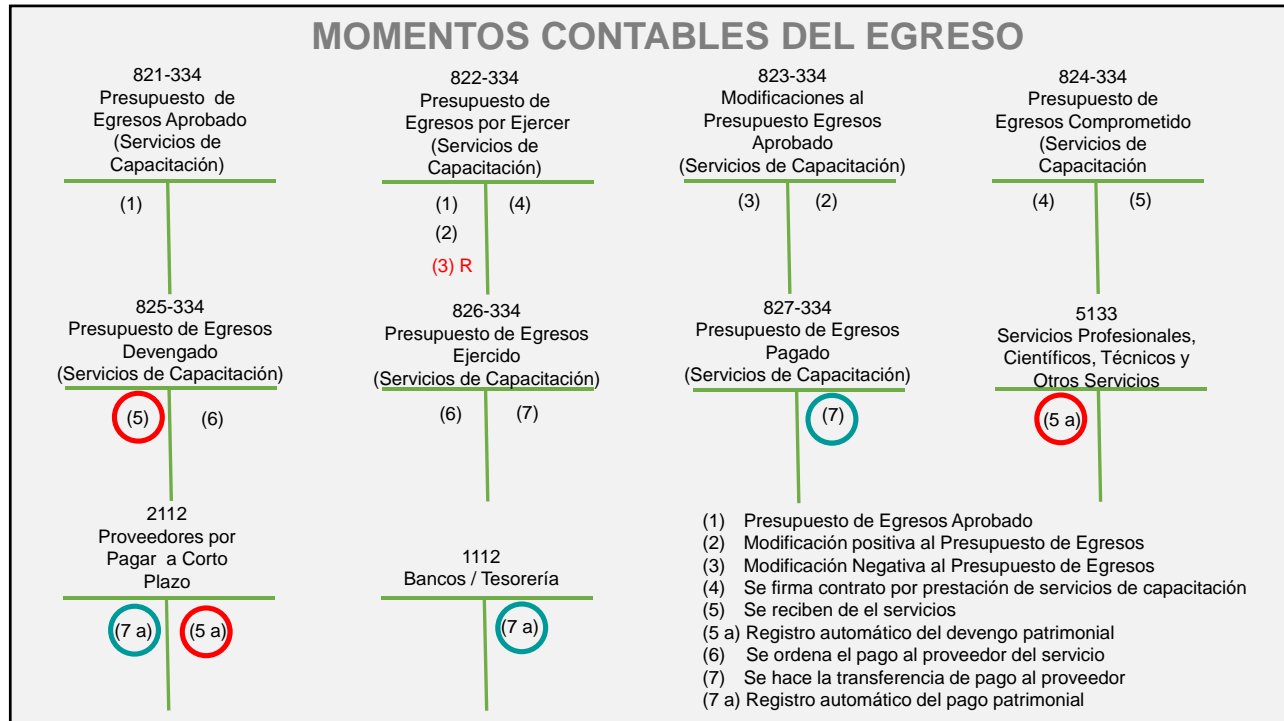 MOMENTOS CONTABLES DEL EGRESO
821-334
Presupuesto de
Egresos Aprobado
(Servicios de
Capacitación)
(1)
822-334
Presupuesto de
Egresos por Ejercer
(Servicios de
Capacitación)
(1) (4)
(2)
(3) R
823-334
Modificaciones al
Presupuesto Egresos
Aprobado
(Servicios de Capacitación)
(3) (2)
824-334
Presupuesto de
Egresos Comprometido
(Servicios de
Capacitación
(4) (5)
825-334
Presupuesto de Egresos
Devengado
(Servicios de Capacitación)
(5) (6)
826-334
Presupuesto de Egresos
Ejercido
(Servicios de Capacitación)
(6) (7)
827-334
Presupuesto de Egresos
Pagado
(Servicios de Capacitación)
(7)
5133
Servicios Profesionales,
Científicos, Técnicos y
Otros Servicios
(5 a)
2112
Proveedores por
Pagar a Corto
Plazo
(7 a) (5 a)
1112
Bancos / Tesorería
(7 a)
(1) Presupuesto de Egresos Aprobado
(2) Modificación positiva al Presupuesto de Egresos
(3) Modificación Negativa al Presupuesto de Egresos
(4) Se firma contrato por prestación de servicios de capacitación
(5) Se reciben de el servicios
(5 a) Registro automático del devengo patrimonial
(6) Se ordena el pago al proveedor del servicio
(7) Se hace la transferencia de pago al proveedor
(7 a) Registro automático del pago patrimonial